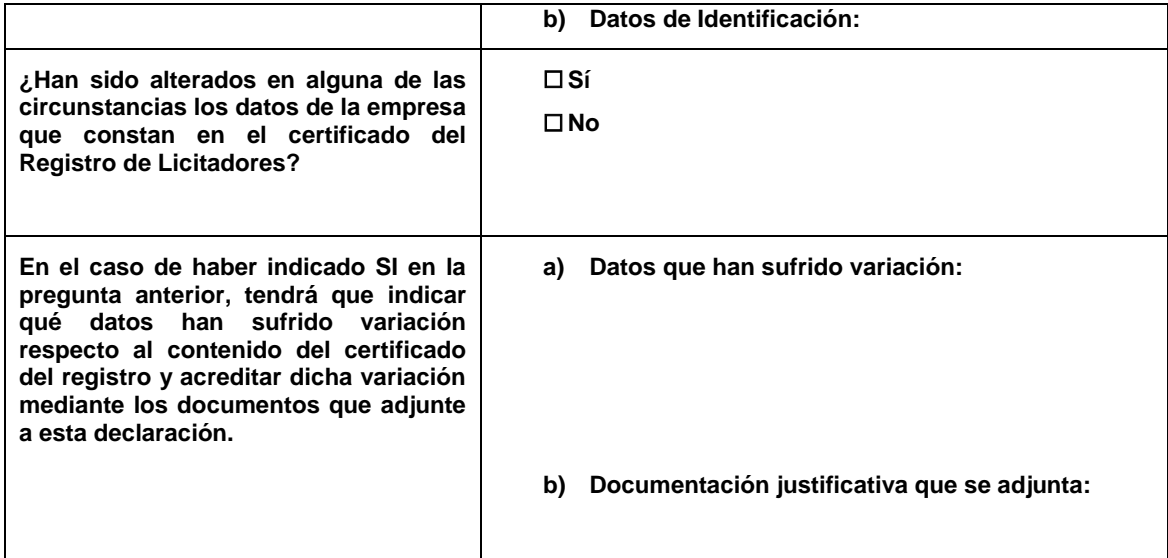 b) Datos de Identificación:
¿Han sido alterados en alguna de las
circunstancias los datos de la empresa
que constan en el certificado del
Registro de Licitadores?
☐ Sí
☐ No
En el caso de haber indicado SI en la
pregunta anterior, tendrá que indicar
qué datos han sufrido variación
respecto al contenido del certificado
del registro y acreditar dicha variación
mediante los documentos que adjunte
a esta declaración.
a) Datos que han sufrido variación:
b) Documentación justificativa que se adjunta: